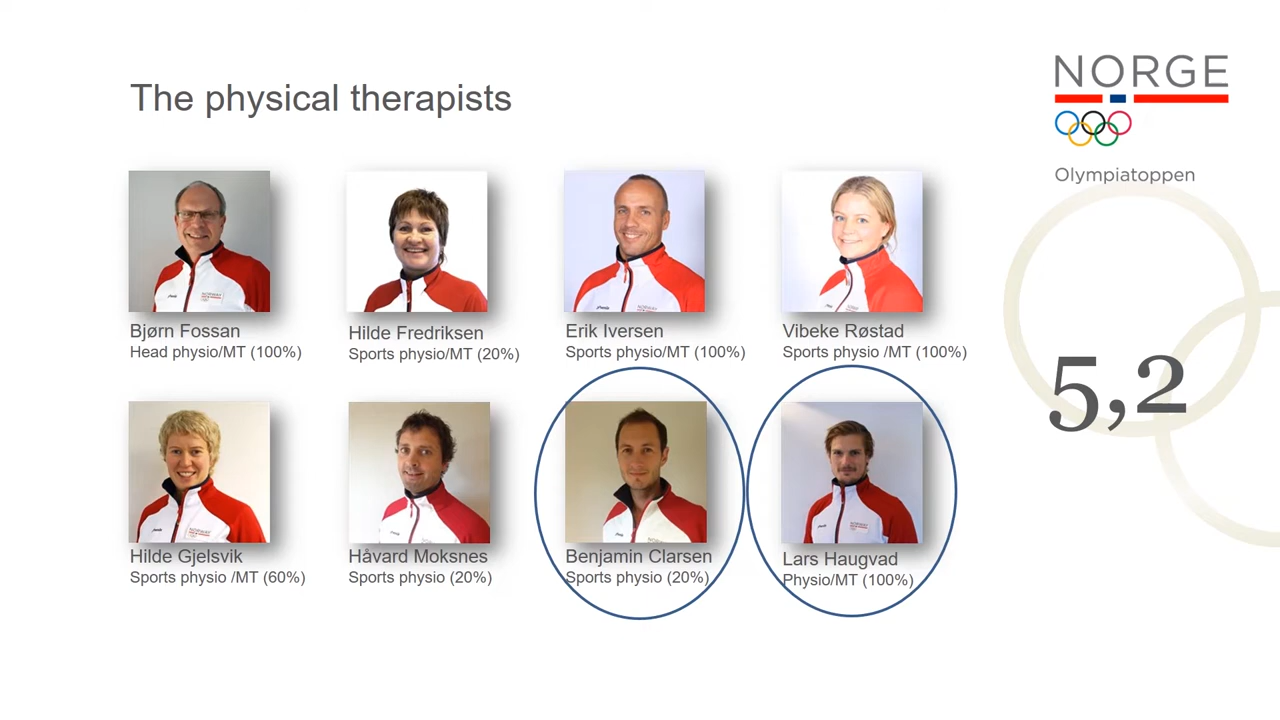 The physical therapists
NORGE
Olympiatoppen
Bjørn Fossan
Head physio/MT (100%)
Hilde Fredriksen
Sports physio/MT (20%)
Erik Iversen
Sports physio/MT (100%)
Vibeke Røstad
Sports physio /MT (100%)
5,2
Hilde Gjelsvik
Sports physio /MT (60%)
Håvard Moksnes
Sports physio (20%)
Benjamin Clarsen
Sports physio (20%)
Lars Haugvad
Physio/MT (100%)